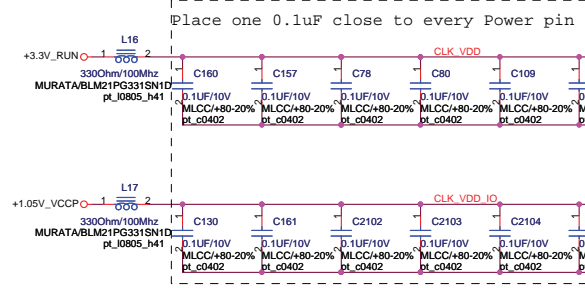 Place one 0.1uF close to every Power pin
L16
+3.3V_RUN 1 2 CLK_VDD
330Ohm/100Mhz C160 C157 C78 C80 C109
MURATA/BLM21PG331SN1D 0.1UF/10V 0.1UF/10V 0.1UF/10V 0.1UF/10V 0.1UF/10V
pt_l0805_h41 MLCC/+80-20% MLCC/+80-20% MLCC/+80-20% MLCC/+80-20% MLCC/+80-20%
pt_c0402 pt_c0402 pt_c0402 pt_c0402 pt_c0402
L17
+1.05V_VCCP 1 2 CLK_VDD_IO
330Ohm/100Mhz C130 C161 C2102 C2103 C2104
MURATA/BLM21PG331SN1D 0.1UF/10V 0.1UF/10V 0.1UF/10V 0.1UF/10V 0.1UF/10V
pt_l0805_h41 MLCC/+80-20% MLCC/+80-20% MLCC/+80-20% MLCC/+80-20% MLCC/+80-20%
pt_c0402 pt_c0402 pt_c0402 pt_c0402 pt_c0402